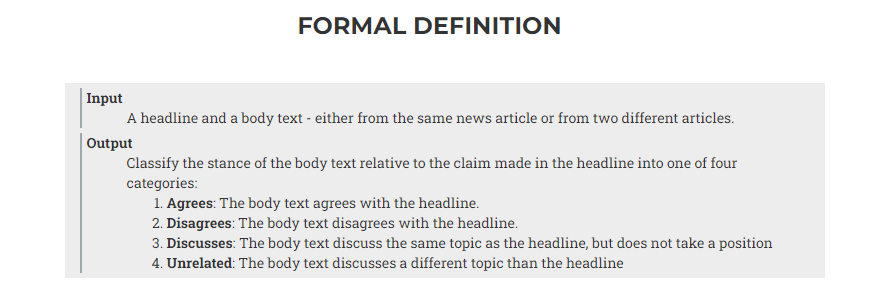 FORMAL DEFINITION
Input
A headline and a body text - either from the same news article or from two different articles.
Output
Classify the stance of the body text relative to the claim made in the headline into one of four
categories:
1. Agrees: The body text agrees with the headline.
2. Disagrees: The body text disagrees with the headline.
3. Discusses: The body text discuss the same topic as the headline, but does not take a position
4. Unrelated: The body text discusses a different topic than the headline